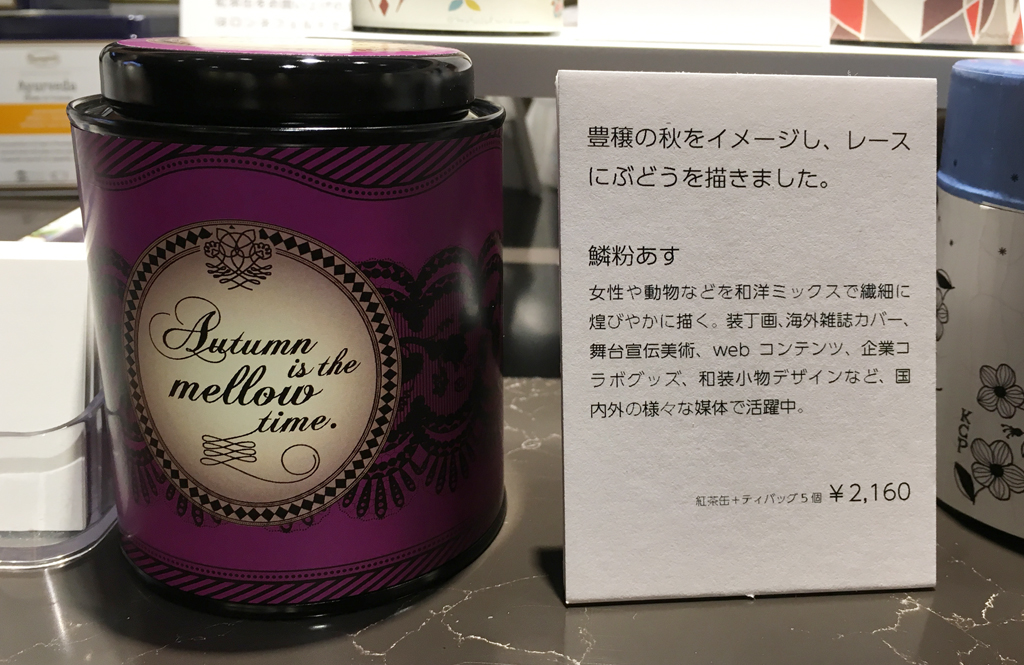 Ayurveda
Autumn
is the
mellow
time.
豊穣の秋をイメージし、レース
にぶどうを描きました。
鱗粉あす
女性や動物などを和洋ミックスで繊細に
煌びやかに描く。装丁画、海外雑誌カバー、
舞台宣伝美術、web コンテンツ、企業コ
ラボグッズ、和装小物デザインなど、国
内外の様々な媒体で活躍中。
紅茶缶+ティバッグ5個 ¥2,160